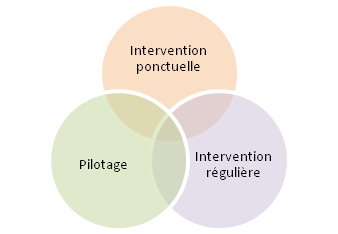 Intervention
ponctuelle
Pilotage
Intervention
régulière